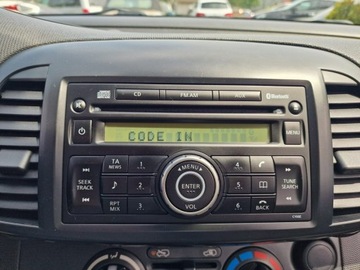 CD FM·AM AUX Bluetooth
CODE IN
MENU
TA 1 MENU 4
NEWS
SEEK 2 ENTER 5 TUNE
TRACK SEARCH
RPT 3 VOL 6 BACK
MIX